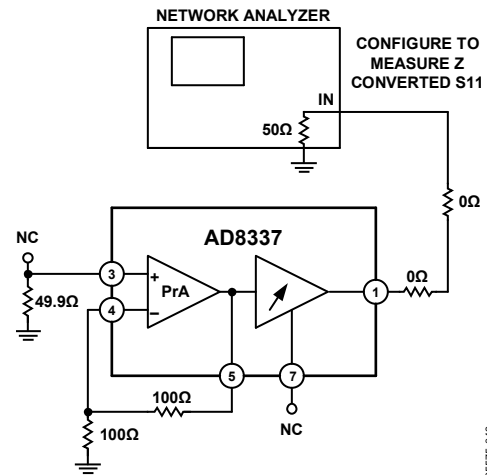 NETWORK ANALYZER
CONFIGURE TO
MEASURE Z
CONVERTED S11
IN
50Ω
0Ω
NC
AD8337
0Ω
3
+
PrA
1
49.9Ω
4
–
5
7
100Ω
100Ω
NC